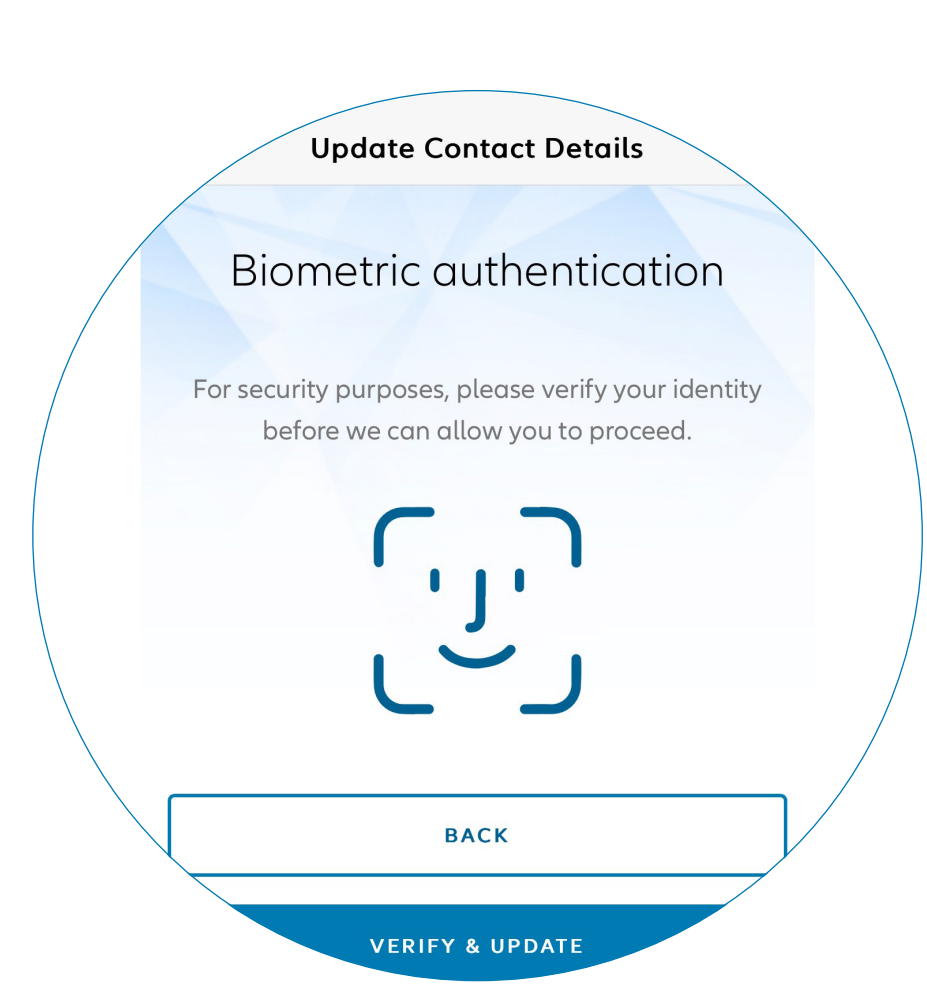 Update Contact Details
Biometric authentication
For security purposes, please verify your identity
before we can allow you to proceed.
BACK
VERIFY & UPDATE